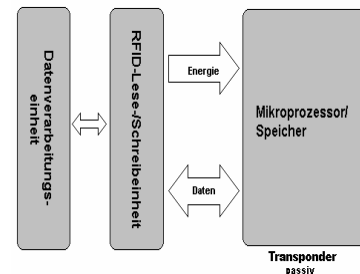 Datenverarbeitungs-
einheit
RFID-Lese-/Schreibeinheit
Energie
Daten
Mikroprozessor/
Speicher
Transponder
passiv